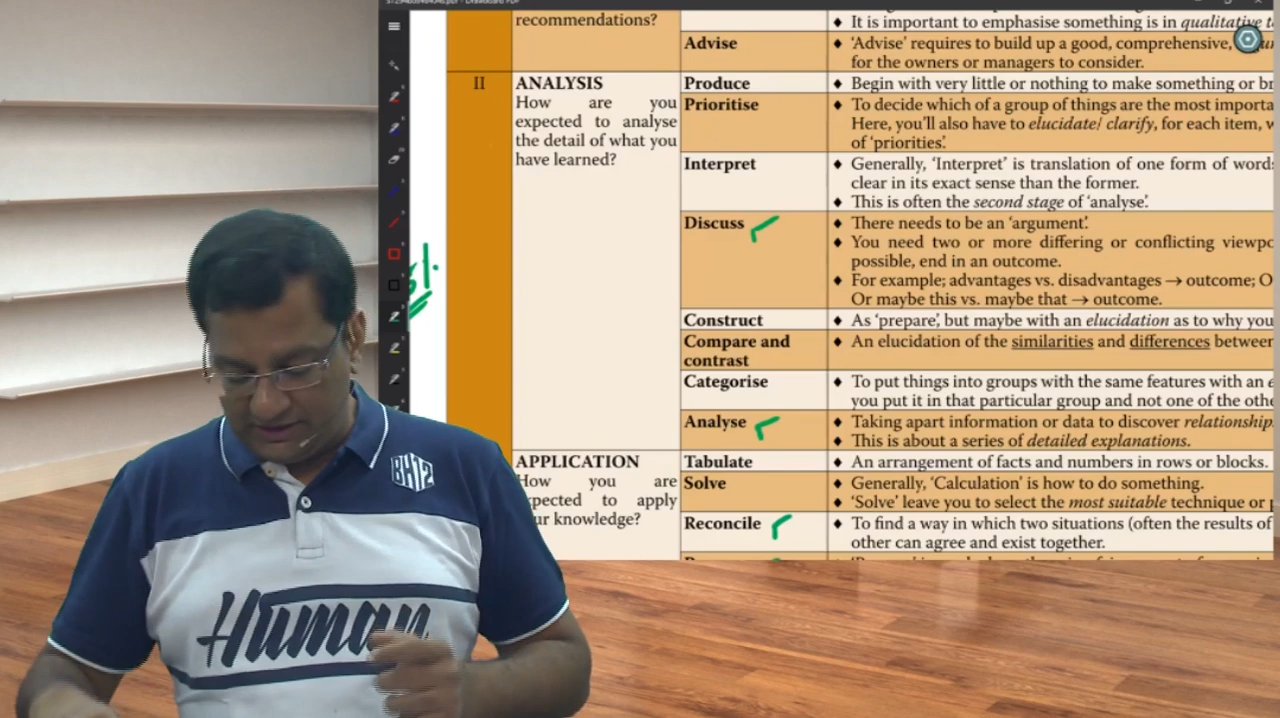 recommendations?
◆ It is important to emphasise something is in qualitative
Advise
◆ 'Advise' requires to build up a good, comprehensive,
for the owners or managers to consider.
II
ANALYSIS
How are you
expected to analyse
the detail of what you
have learned?
Produce
◆ Begin with very little or nothing to make something or
Prioritise
◆ To decide which of a group of things are the most
Here, you'll also have to elucidate/ clarify, for each item,
of 'priorities'.
Interpret
◆ Generally, 'Interpret' is translation of one form of
clear in its exact sense than the former.
◆ This is often the second stage of 'analyse'.
Discuss
◆ There needs to be an 'argument'.
◆ You need two or more differing or conflicting
possible, end in an outcome.
◆ For example; advantages vs. disadvantages → outcome;
Or maybe this vs. maybe that → outcome.
Construct
◆ As 'prepare', but maybe with an elucidation as to why you
Compare and
contrast
◆ An elucidation of the similarities and differences between
Categorise
◆ To put things into groups with the same features with an
you put it in that particular group and not one of the
Analyse
◆ Taking apart information or data to discover
◆ This is about a series of detailed explanations.
APPLICATION
How you are
to apply
knowledge?
Tabulate
◆ An arrangement of facts and numbers in rows or blocks.
Solve
◆ Generally, 'Calculation' is how to do something.
◆ 'Solve' leave you to select the most suitable technique or
Reconcile
◆ To find a way in which two situations (often the results of
other can agree and exist together.
BH12
Human